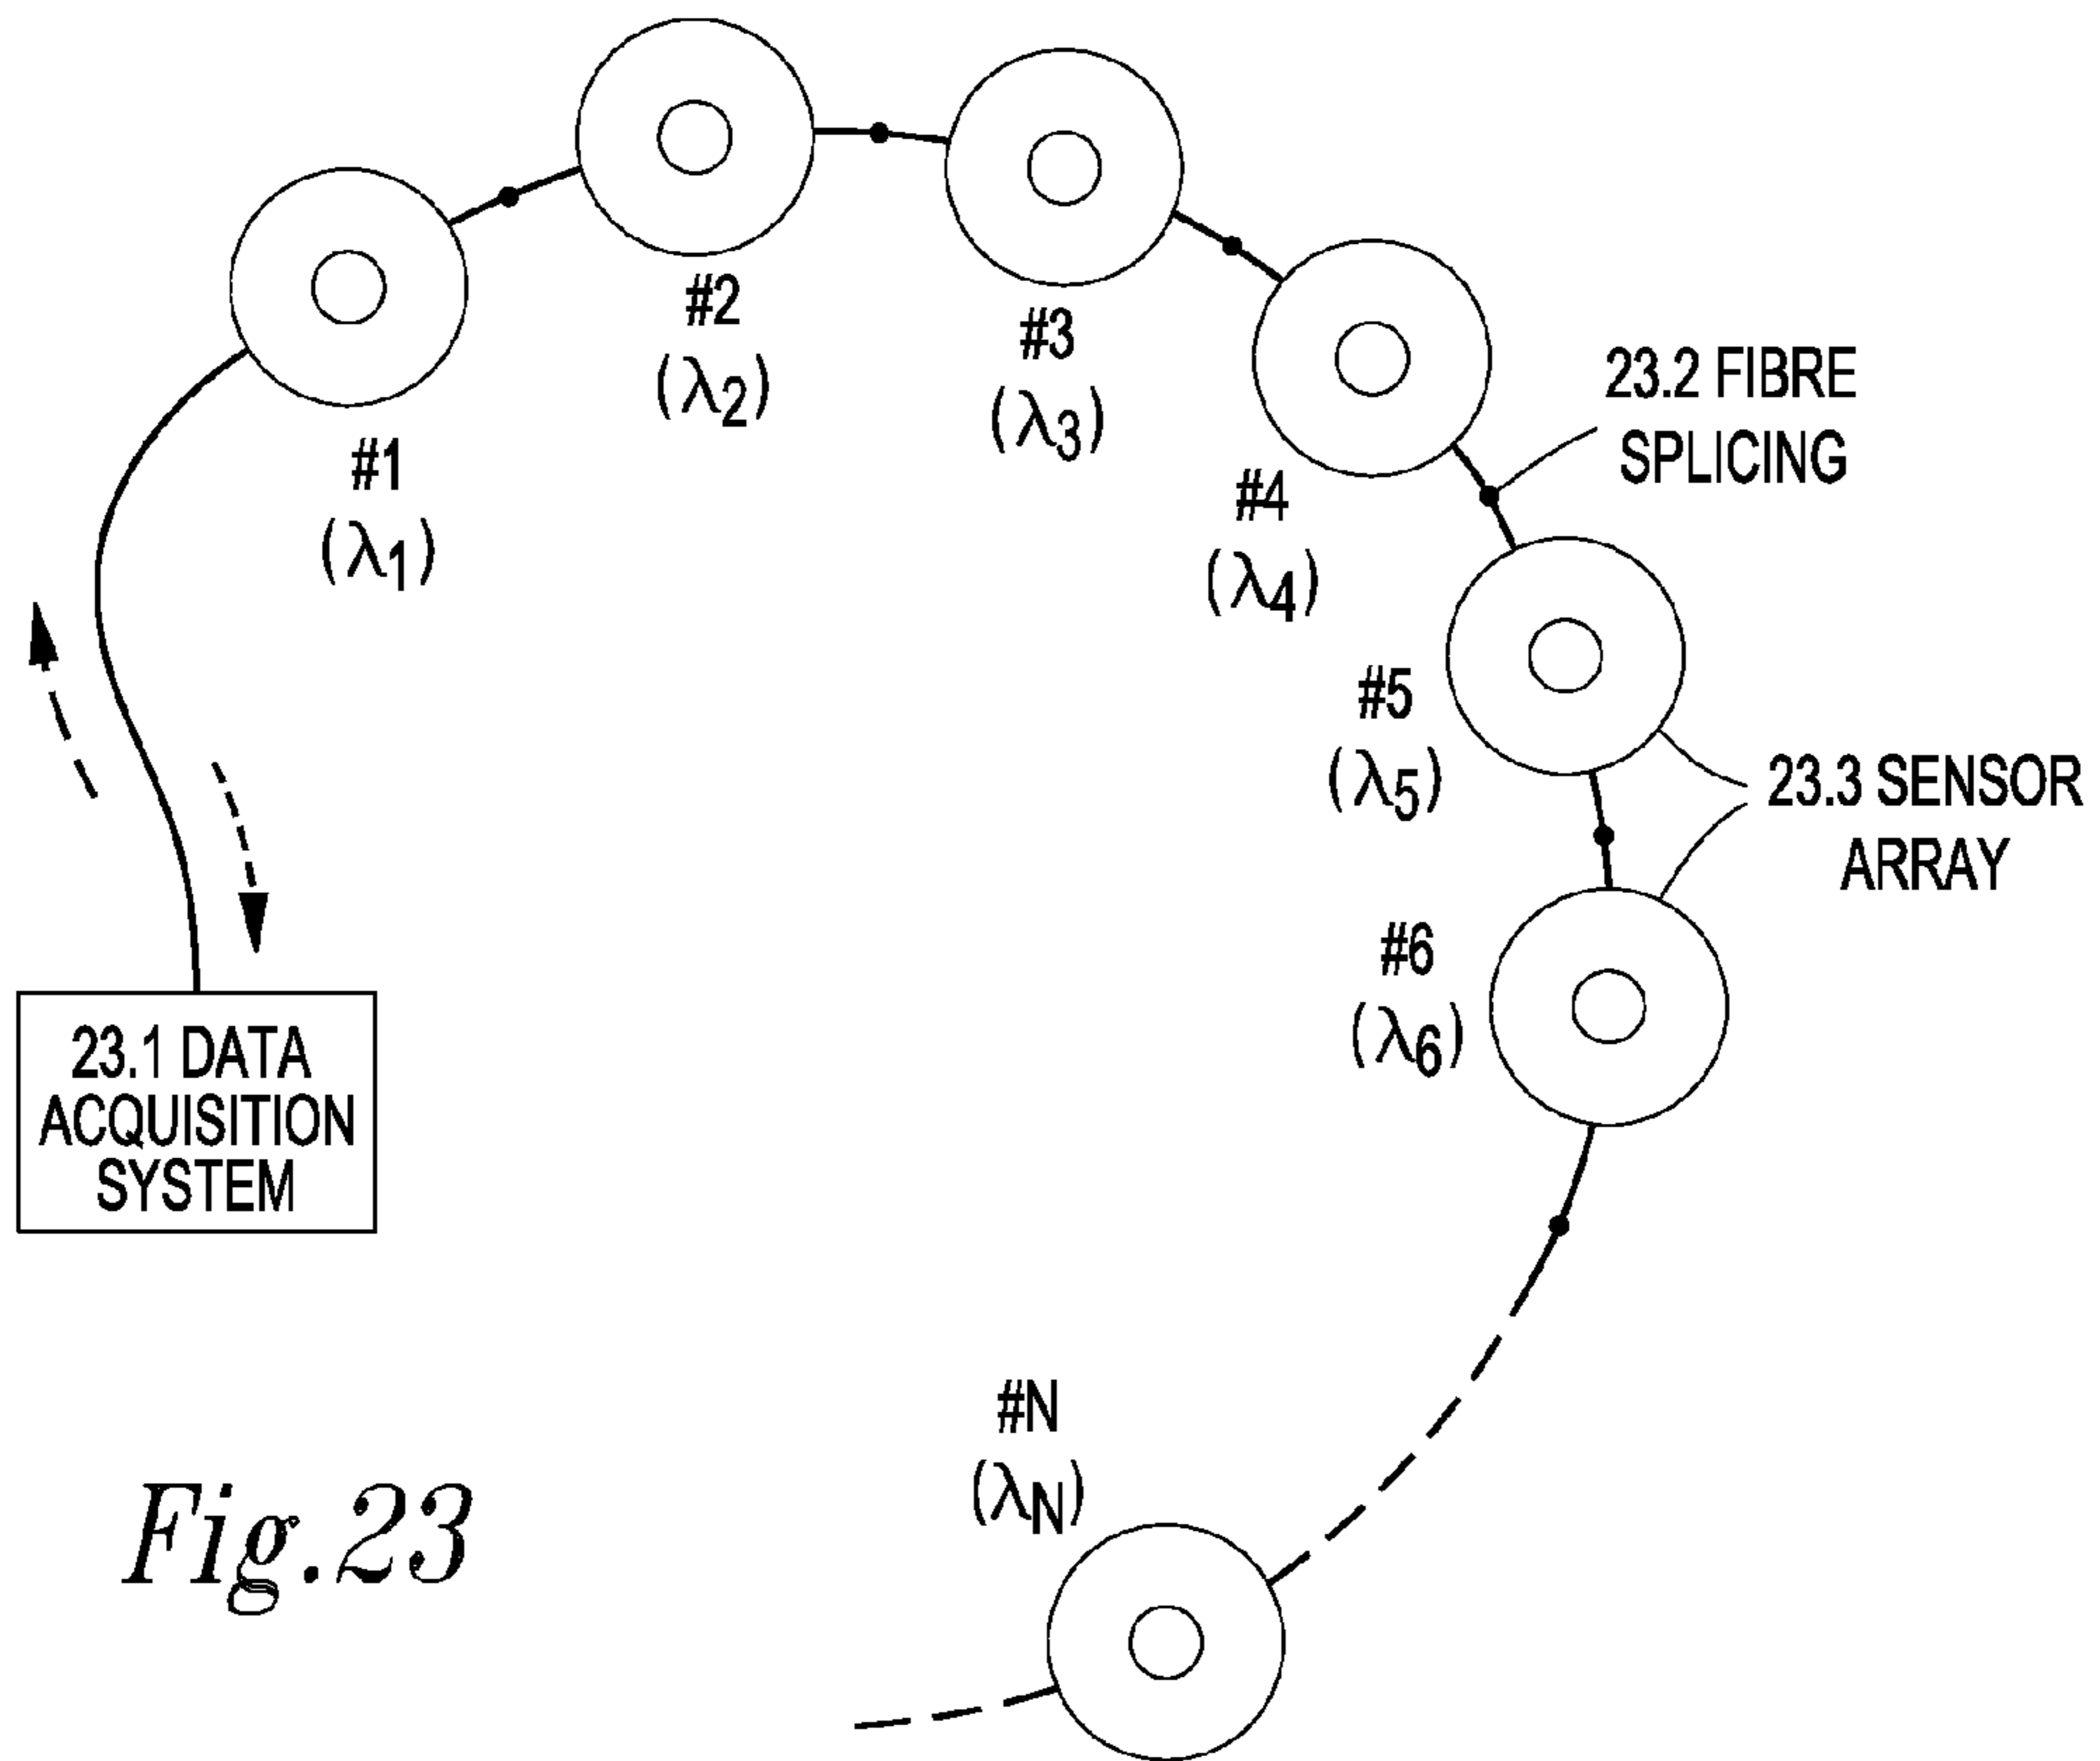 #1
(λ1)
#2
(λ2)
#3
(λ3)
#4
(λ4)
23.2 FIBRE
SPLICING
#5
(λ5)
23.3 SENSOR
ARRAY
#6
(λ6)
23.1 DATA
ACQUISITION
SYSTEM
#N
(λN)
Fig.23